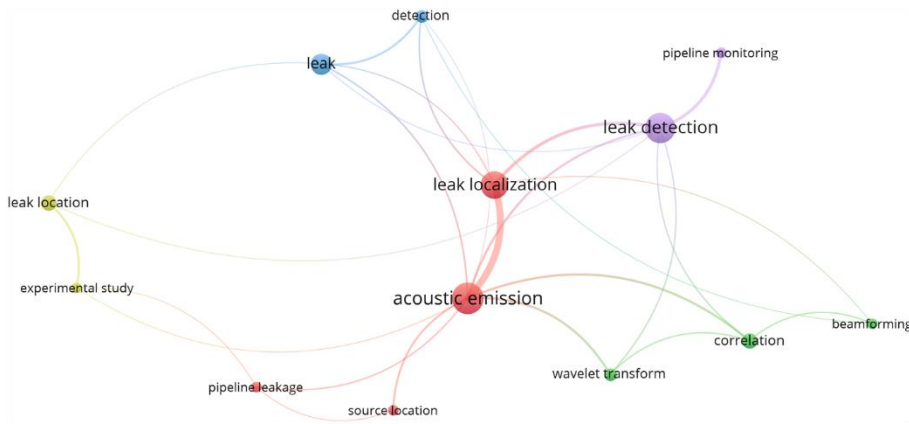 detection
pipeline monitoring
leak
leak detection
leak localization
leak location
experimental study
acoustic emission
beamforming
correlation
wavelet transform
pipeline leakage
source location